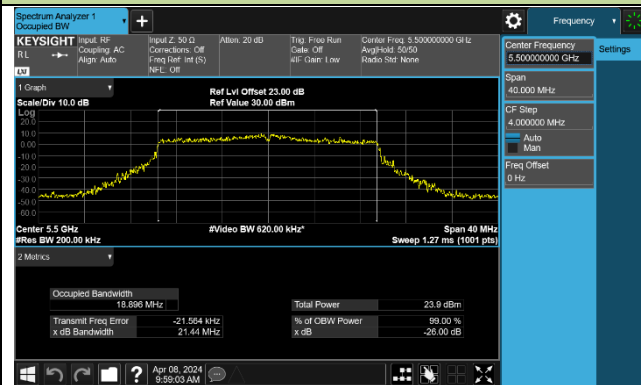 Spectrum Analyzer 1
Occupied BW
Frequency
KEYSIGHT
Input: RF
Input Z: 50 Ω
Atten: 20 dB
Trig: Free Run
Center Freq: 5.500000000 GHz
RL
Coupling: AC
Corrections: Off
Gate: Off
Avg|Hold: 50/50
Align: Auto
Freq Ref: Int (S)
#IF Gain: Low
Radio Std: None
NFE: Off
LXI
1 Graph
Scale/Div 10.0 dB
Ref Lvl Offset 23.00 dB
Ref Value 30.00 dBm
Log
20.0
10.0
0.00
-10.0
-20.0
-30.0
-40.0
-50.0
-60.0
Center 5.5 GHz
#Video BW 620.00 kHz*
Span 40 MHz
#Res BW 200.00 kHz
Sweep 1.27 ms (1001 pts)
2 Metrics
Occupied Bandwidth
18.896 MHz
Total Power
23.9 dBm
Transmit Freq Error
-21.564 kHz
% of OBW Power
99.00 %
x dB Bandwidth
21.44 MHz
x dB
-26.00 dB
Center Frequency
5.500000000 GHz
Settings
Span
40.000 MHz
CF Step
4.000000 MHz
Auto
Man
Freq Offset
0 Hz
Apr 08, 2024
9:59:03 AM